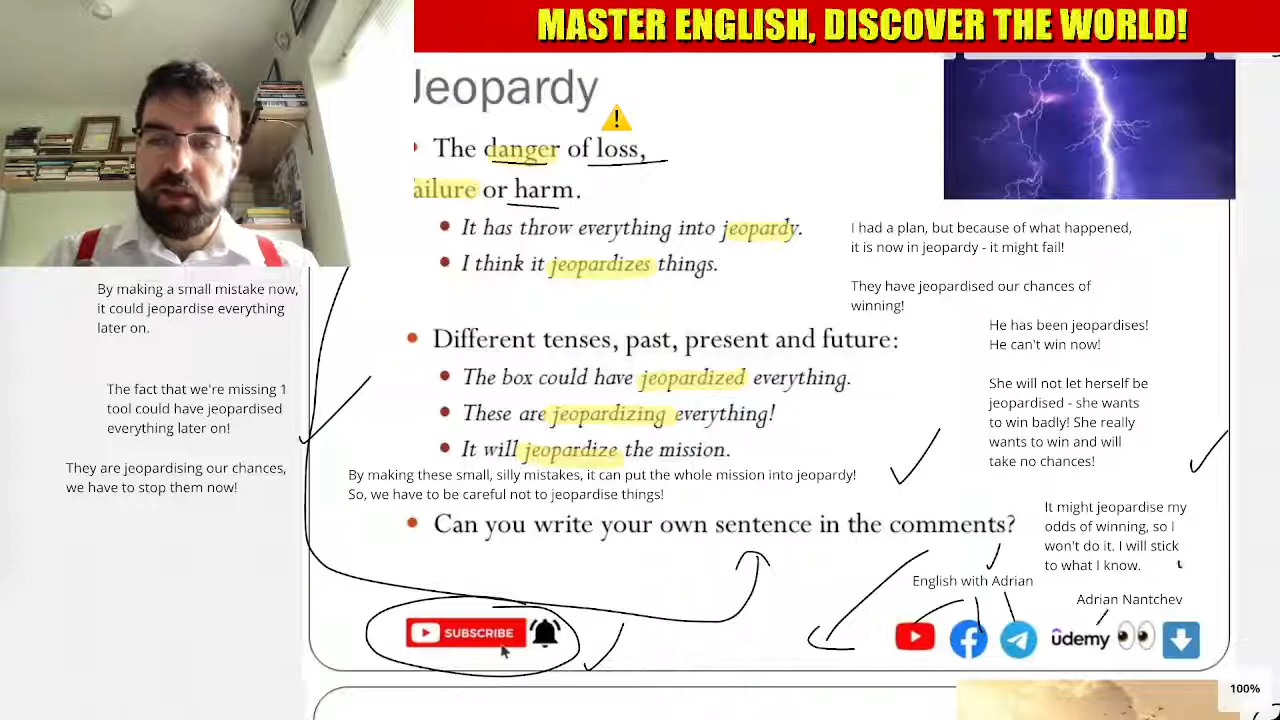 MASTER ENGLISH, DISCOVER THE WORLD!
Jeopardy
The danger of loss,
ailure or harm.
It has throw everything into jeopardy.
I think it jeopardizes things.
Different tenses, past, present and future:
The box could have jeopardized everything.
These are jeopardizing everything!
It will jeopardize the mission.
By making these small, silly mistakes, it can put the whole mission into jeopardy!
So, we have to be careful not to jeopardise things!
Can you write your own sentence in the comments?
By making a small mistake now,
it could jeopardise everything
later on.
The fact that we're missing 1
tool could have jeopardised
everything later on!
They are jeopardising our chances,
we have to stop them now!
I had a plan, but because of what happened,
it is now in jeopardy - it might fail!
They have jeopardised our chances of
winning!
He has been jeopardises!
He can't win now!
She will not let herself be
jeopardised - she wants
to win badly! She really
wants to win and will
take no chances!
It might jeopardise my
odds of winning, so I
won't do it. I will stick
to what I know.
English with Adrian
Adrian Nantchev
SUBSCRIBE
udemy
100%